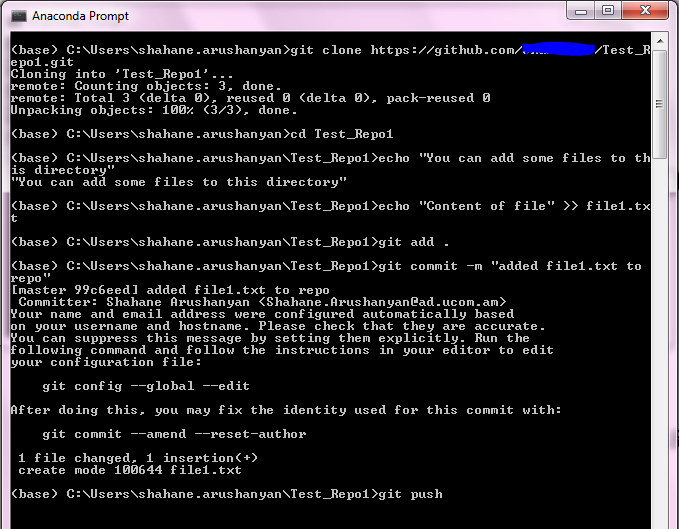 Anaconda Prompt
(base) C:\Users\shahane.arushanyan>git clone https://github.com/ /Test_R
epo1.git
Cloning into 'Test_Repo1'...
remote: Counting objects: 3, done.
remote: Total 3 (delta 0), reused 0 (delta 0), pack-reused 0
Unpacking objects: 100% (3/3), done.
(base) C:\Users\shahane.arushanyan>cd Test_Repo1
(base) C:\Users\shahane.arushanyan\Test_Repo1>echo "You can add some files to th
is directory"
"You can add some files to this directory"
(base) C:\Users\shahane.arushanyan\Test_Repo1>echo "Content of file" >> file1.tx
t
(base) C:\Users\shahane.arushanyan\Test_Repo1>git add .
(base) C:\Users\shahane.arushanyan\Test_Repo1>git commit -m "added file1.txt to
repo"
[master 99c6eed] added file1.txt to repo
Committer: Shahane Arushanyan <Shahane.Arushanyan@ad.ucom.am>
Your name and email address were configured automatically based
on your username and hostname. Please check that they are accurate.
You can suppress this message by setting them explicitly. Run the
following command and follow the instructions in your editor to edit
your configuration file:
git config --global --edit
After doing this, you may fix the identity used for this commit with:
git commit --amend --reset-author
1 file changed, 1 insertion(+)
create mode 100644 file1.txt
(base) C:\Users\shahane.arushanyan\Test_Repo1>git push